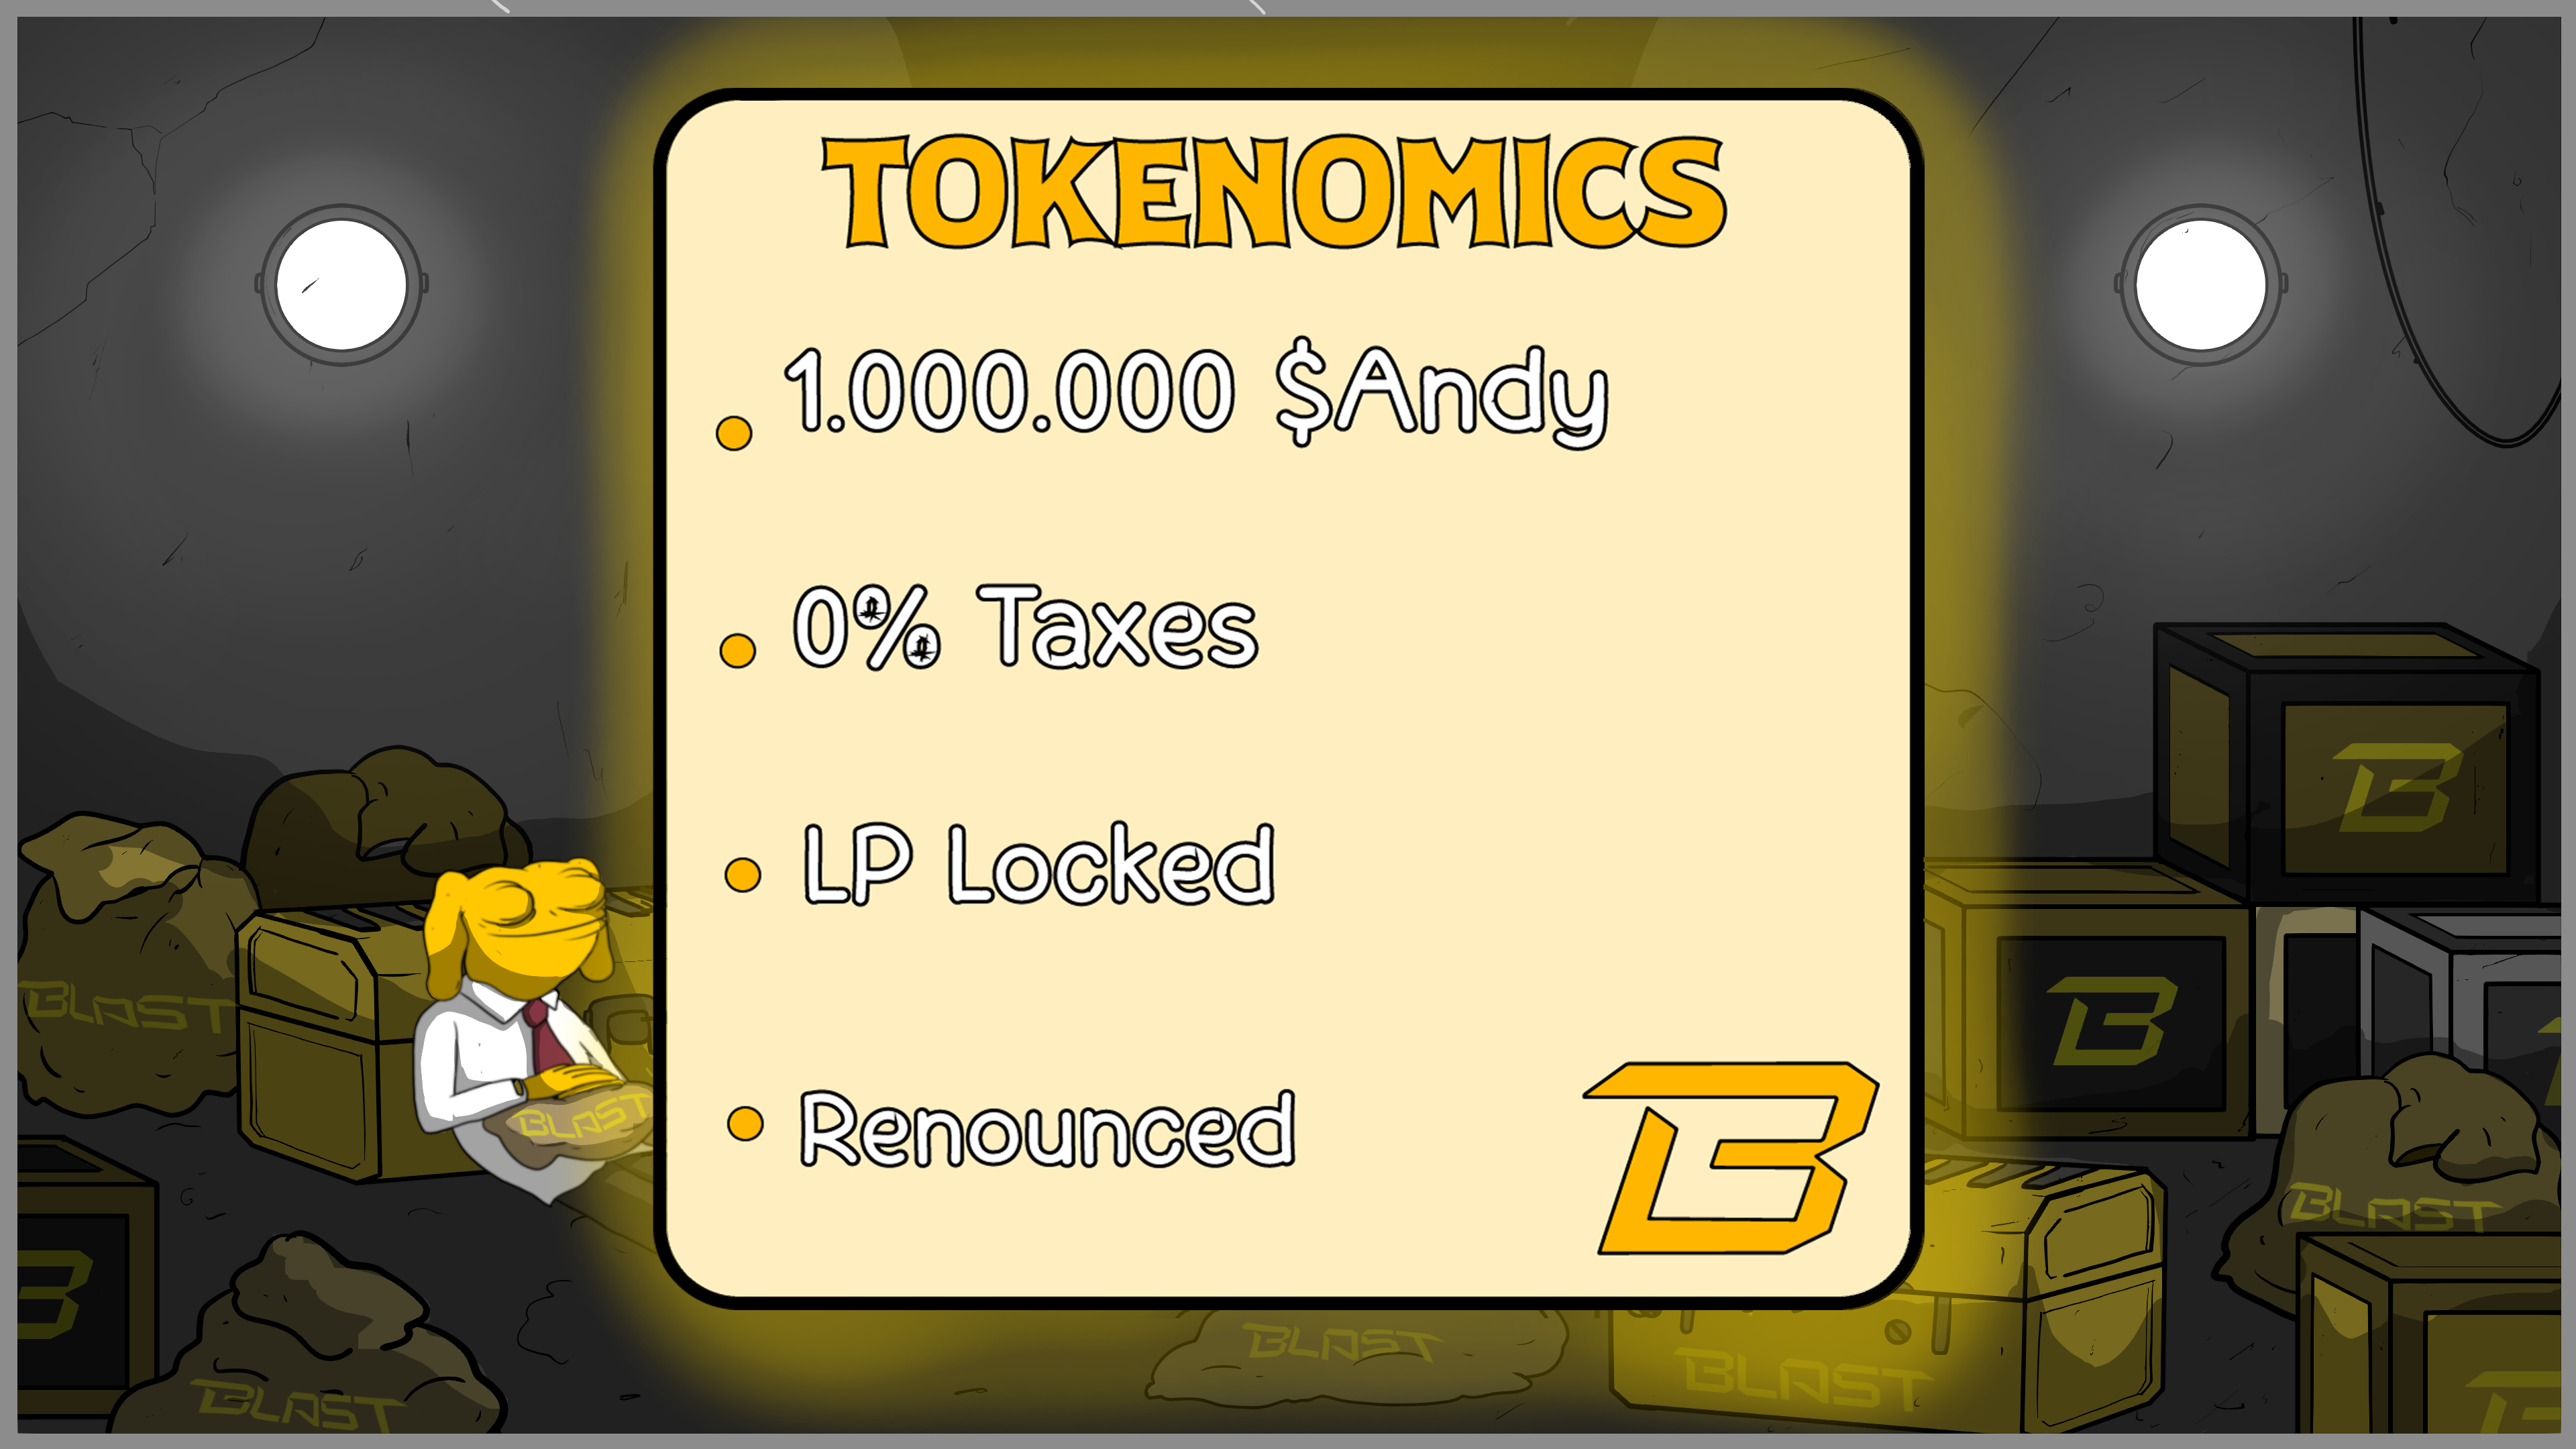 TOKENOMICS
1.000.000 $Andy
0% Taxes
LP Locked
Renounced
B
B
B
BLAST
BLAST
BLAST
B
BLAST
BLAST
BLAST